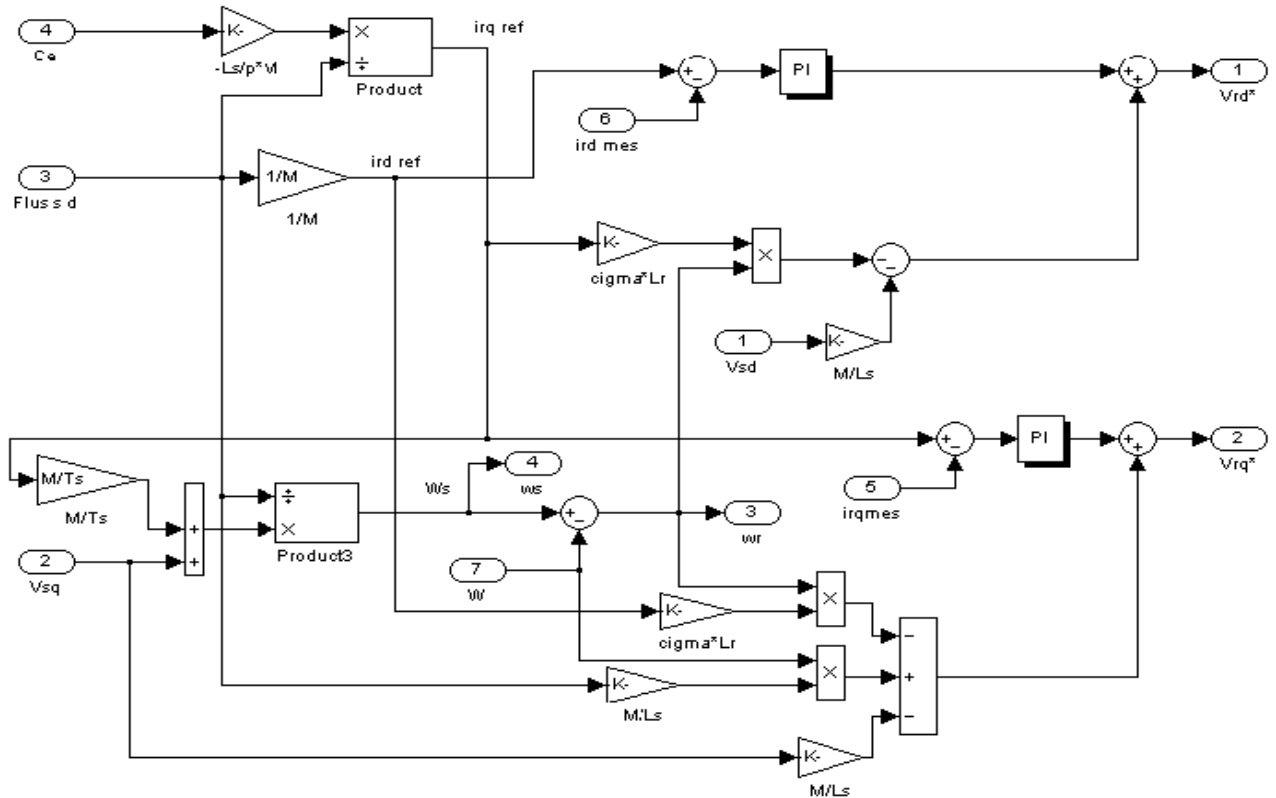 4
Ce
K-
-Ls/p*M
×
÷
Product
irq ref
6
ird mes
PI
1
Vrd*
3
Fluss d
1/M
1/M
ird ref
K-
cigma*Lr
×
1
Vsd
K-
M/Ls
M/Ts
M/Ts
2
Vsq
÷
×
Product3
Ws
4
ws
7
W
3
wr
5
irqmes
PI
2
Vrq*
K-
cigma*Lr
×
K-
M/Ls
×
K-
M/Ls